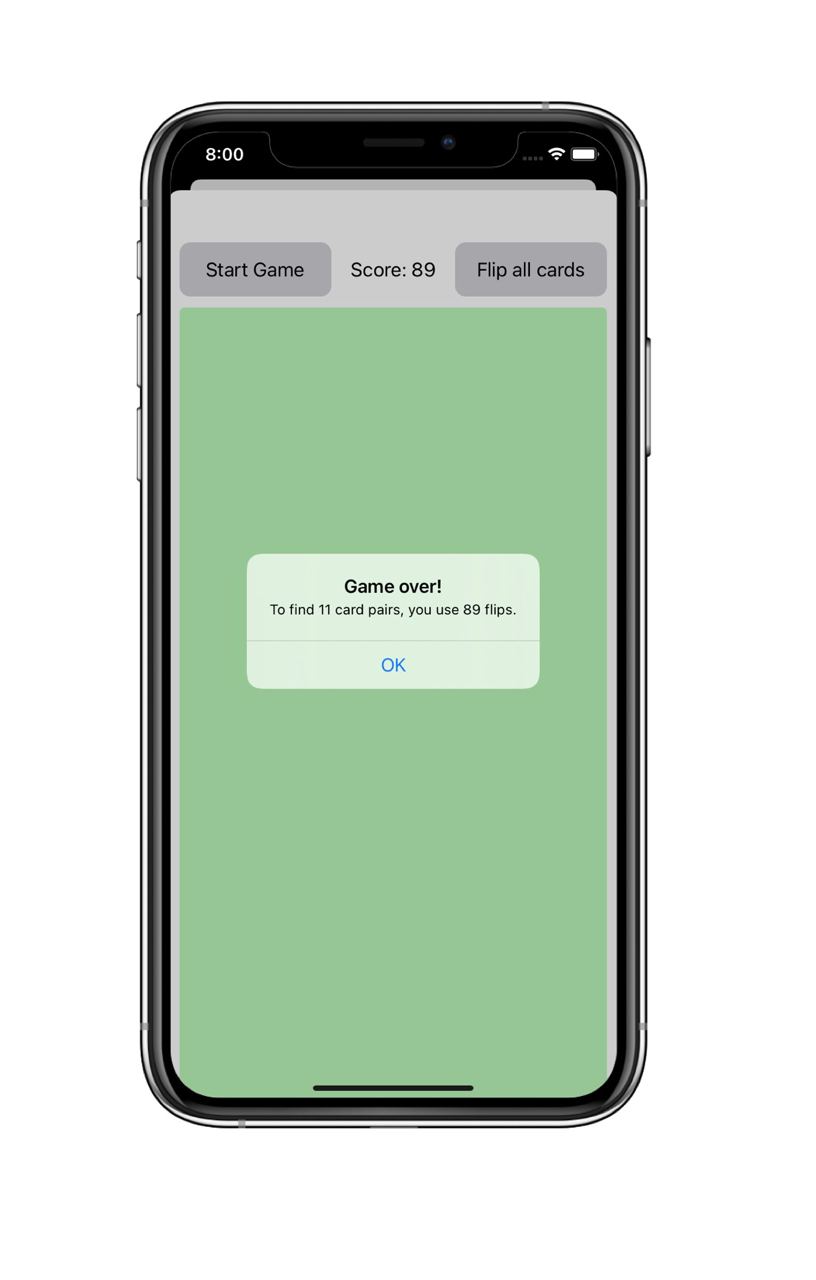 8:00
Start Game
Score: 89
Flip all cards
Game over!
To find 11 card pairs, you use 89 flips.
OK